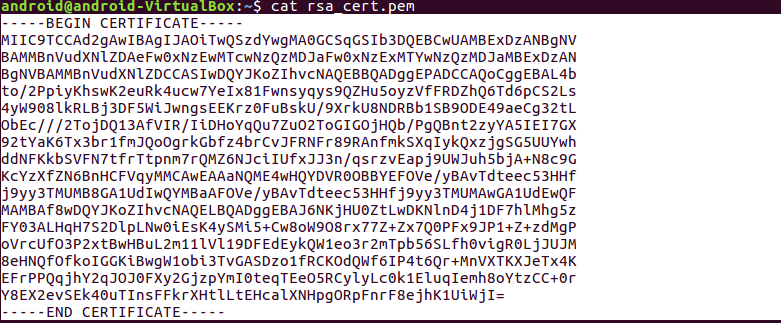 android@android-VirtualBox:~$ cat rsa_cert.pem
-----BEGIN CERTIFICATE-----
MIIC9TCCAd2gAwIBAgIJAOiTwQSzdYwgMA0GCSqGSIb3DQEBCwUAMBExDzANBgNV
BAMMBnVudXNlZDAeFw0xNzEwMTcwNzQzMDJaFw0xNzExMTYwNzQzMDJaMBExDzAN
BgNVBAMMBnVudXNlZDCCASIwDQYJKoZIhvcNAQEBBQADggEPADCCAQoCggEBAL4b
to/2PpiyKhswK2euRk4ucw7YeIx81Fwnsyqys9QZHu5oyzVfFRDZhQ6Td6pCS2Ls
4yW908lkRLBj3DF5WiJwngsEEKrz0FuBskU/9XrkU8NDRBb1SB9ODE49aeCg32tL
ObEc///2TojDQ13AfVIR/IiDHoYqQu7ZuO2ToGIGOjHQb/PgQBnt2zyYA5IEI7GX
92tYaK6Tx3br1fmJQoOgrkGbfz4brCvJFRNFr89RAnfmkSXqIykQxzjgSG5UUYwh
ddNFKkbSVFN7tfrTtpnm7rQMZ6NJciIUfxJJ3n/qsrzvEapj9UWJuh5bjA+N8c9G
KcYzXfZN6BnHCFVqyMMCAwEAAaNQME4wHQYDVR0OBBYEFOVe/yBAvTdteec53HHf
j9yy3TMUMB8GA1UdIwQYMBaAFOVe/yBAvTdteec53HHfj9yy3TMUMAwGA1UdEwQF
MAMBAf8wDQYJKoZIhvcNAQELBQADggEBAJ6NKjHU0ZtLwDKNlnD4j1DF7hlMhg5z
FY03ALHqH7S2DlpLNw0iEsK4ySMi5+Cw8oW9O8rx77Z+Zx7Q0PFx9JP1+Z+zdMgP
oVrcUfO3P2xtBwHBuL2m11lVl19DFEdEykQW1eo3r2mTpb56SLfh0vigR0LjJUJM
8eHNQfOfkoIGGKiBwgW1obi3TvGASDzo1fRCKOdQWf6IP4t6Qr+MnVXTKXJeTx4K
EFrPPQqjhY2qJOJ0FXy2GjzpYmI0teqTEeO5RCylyLc0k1EluqIemh8oYtzCC+0r
Y8EX2evSEk40uTInsFFkrXHtlLtEHcalXNHpgORpFnrF8ejhK1UiWjI=
-----END CERTIFICATE-----